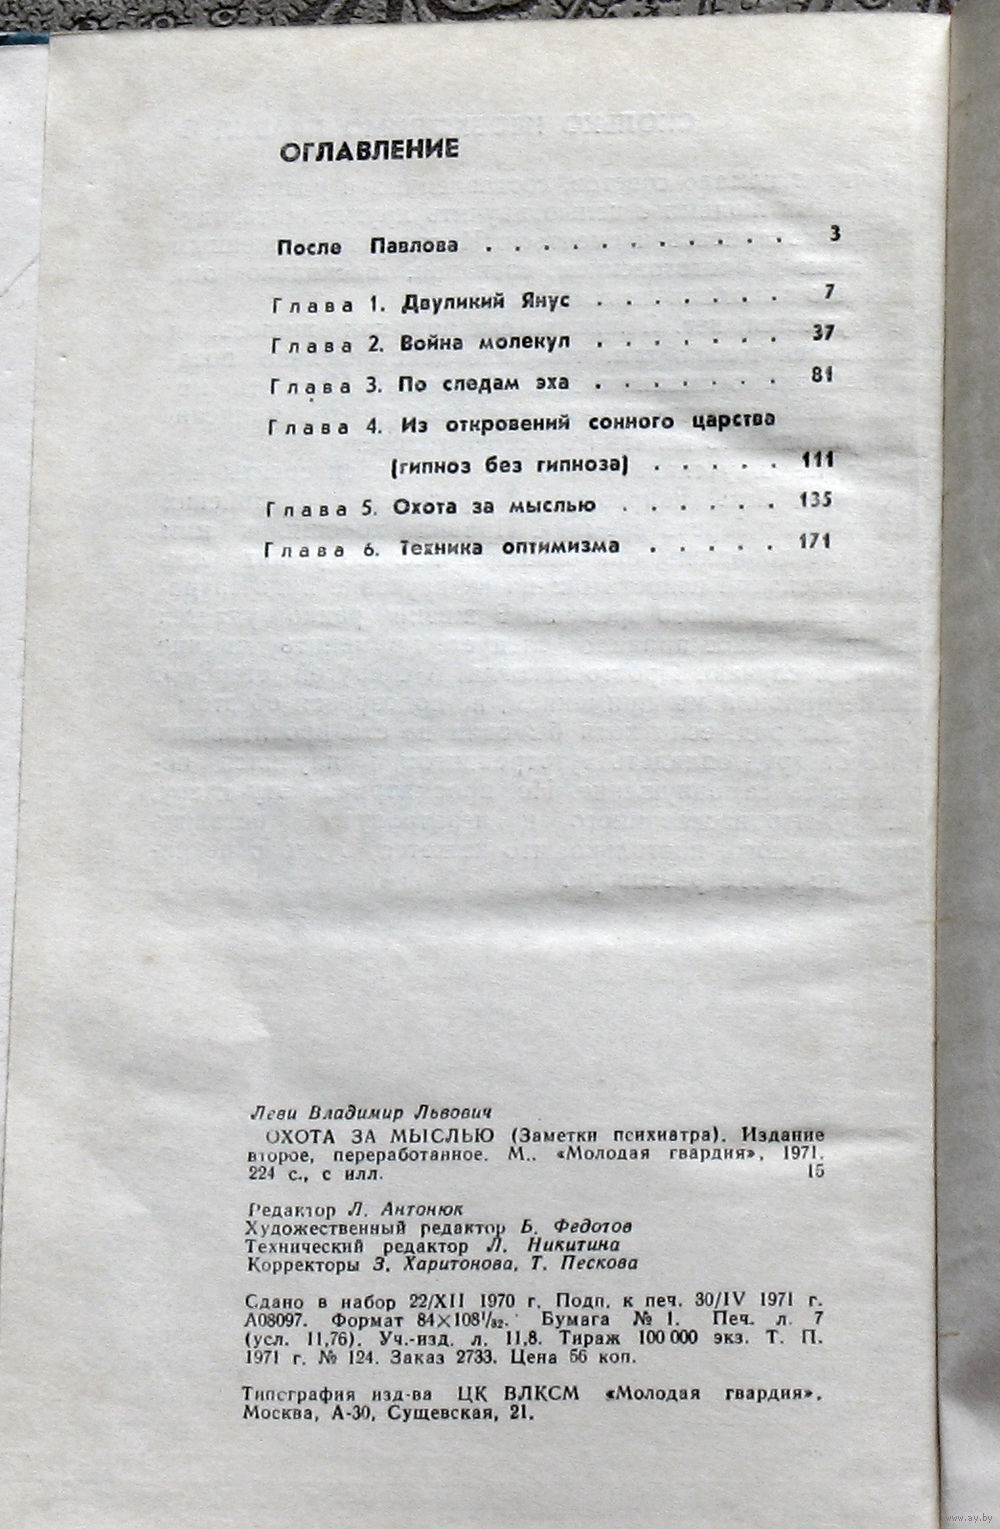 ОГЛАВЛЕНИЕ
После Павлова . . . . . . . . . . . 3
Глава 1. Двуликий Янус . . . . . . . 7
Глава 2. Война молекул . . . . . . . 37
Глава 3. По следам эха . . . . . . . 81
Глава 4. Из откровений сонного царства
(гипноз без гипноза) . . . . . 111
Глава 5. Охота за мыслью . . . . . . 135
Глава 6. Техника оптимизма . . . . . 171
Леви Владимир Львович
ОХОТА ЗА МЫСЛЬЮ (Заметки психиатра). Издание
второе, переработанное. М., «Молодая гвардия», 1971.
224 с., с илл. 15
Редактор Л. Антонюк
Художественный редактор Б. Федотов
Технический редактор Л. Никитина
Корректоры З. Харитонова, Т. Пескова
Сдано в набор 22/XII 1970 г. Подп. к печ. 30/IV 1971 г.
А08097. Формат 84×108¹/₃₂. Бумага № 1. Печ. л. 7
(усл. 11,76). Уч.-изд. л. 11,8. Тираж 100 000 экз. Т. П.
1971 г. № 124. Заказ 2733. Цена 56 коп.
Типография изд-ва ЦК ВЛКСМ «Молодая гвардия».
Москва, А-30, Сущевская, 21.
www.ay.by